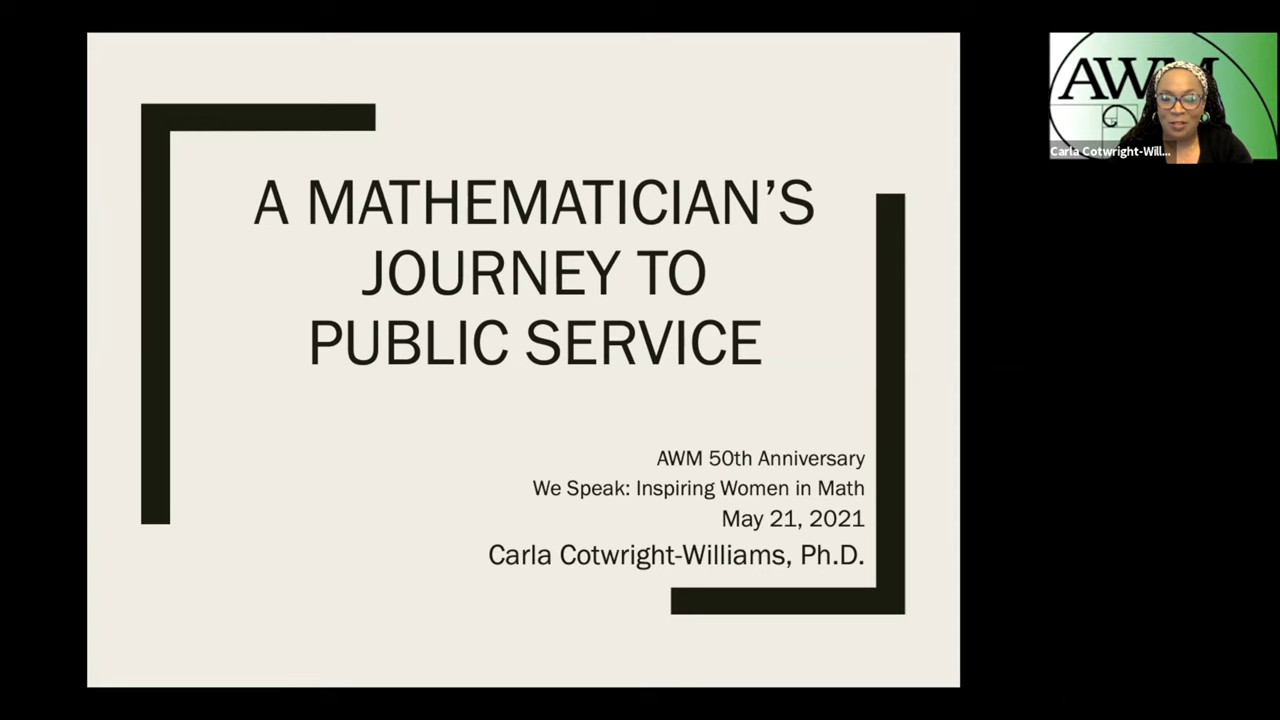 A MATHEMATICIAN’S
JOURNEY TO
PUBLIC SERVICE
AWM 50th Anniversary
We Speak: Inspiring Women in Math
May 21, 2021
Carla Cotwright-Williams, Ph.D.
AWM
Carla Cotwright-Will...